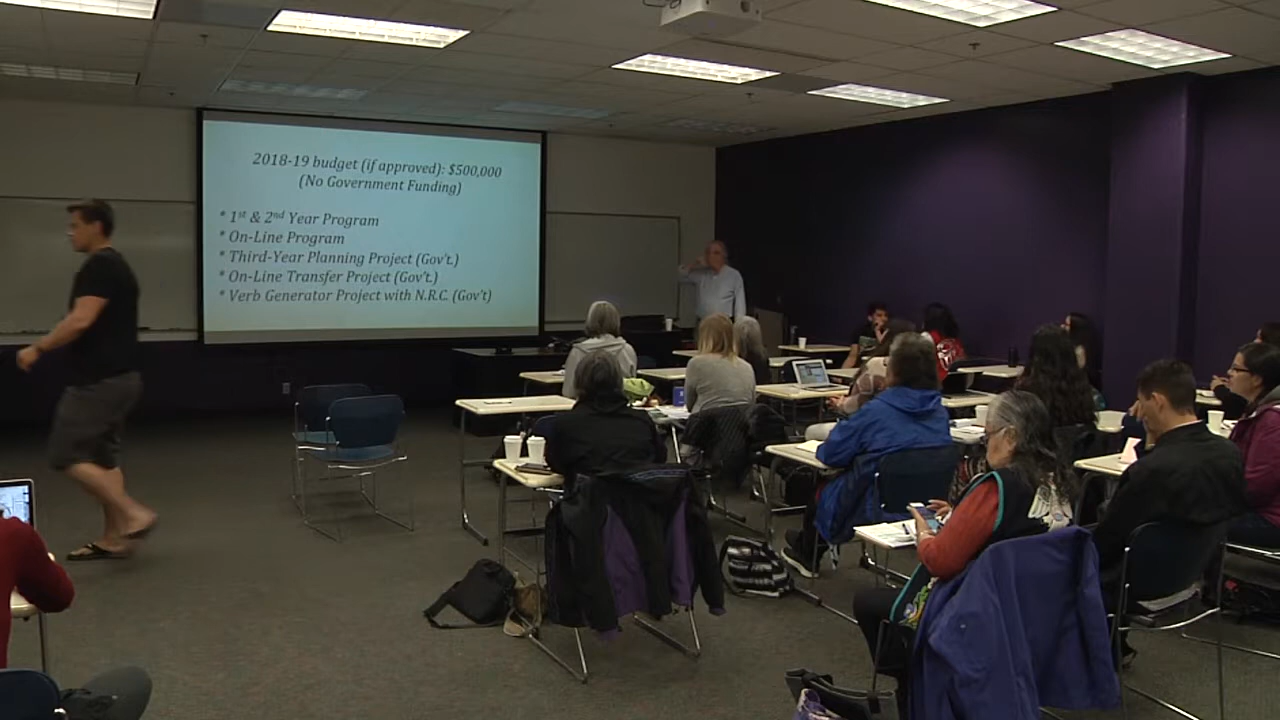 2018-19 budget (if approved): $500,000
(No Government Funding)
* 1st & 2nd Year Program
* On-Line Program
* Third-Year Planning Project (Gov't.)
* On-Line Transfer Project (Gov't.)
* Verb Generator Project with N.R.C. (Gov't)